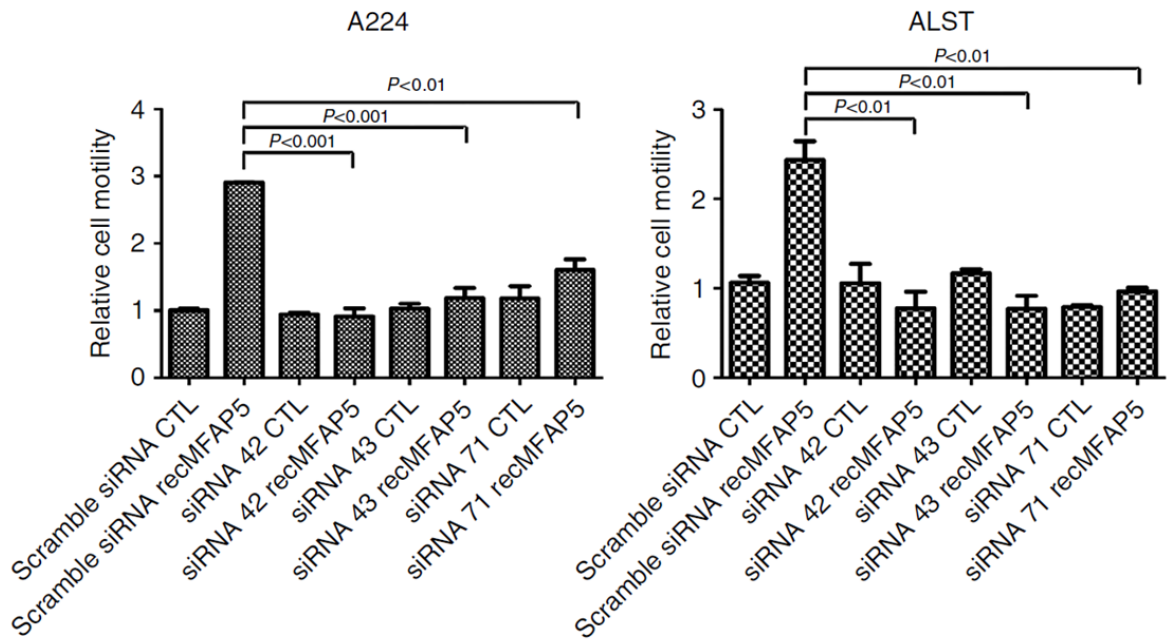 A224
P<0.01
P<0.001
P<0.001
Relative cell motility
4
3
2
1
0
Scramble siRNA CTL
Scramble siRNA recMFAP5
siRNA 42 CTL
siRNA 42 recMFAP5
siRNA 43 CTL
siRNA 43 recMFAP5
siRNA 71 CTL
siRNA 71 recMFAP5
ALST
P<0.01
P<0.01
P<0.01
Relative cell motility
3
2
1
0
Scramble siRNA CTL
Scramble siRNA recMFAP5
siRNA 42 CTL
siRNA 42 recMFAP5
siRNA 43 CTL
siRNA 43 recMFAP5
siRNA 71 CTL
siRNA 71 recMFAP5